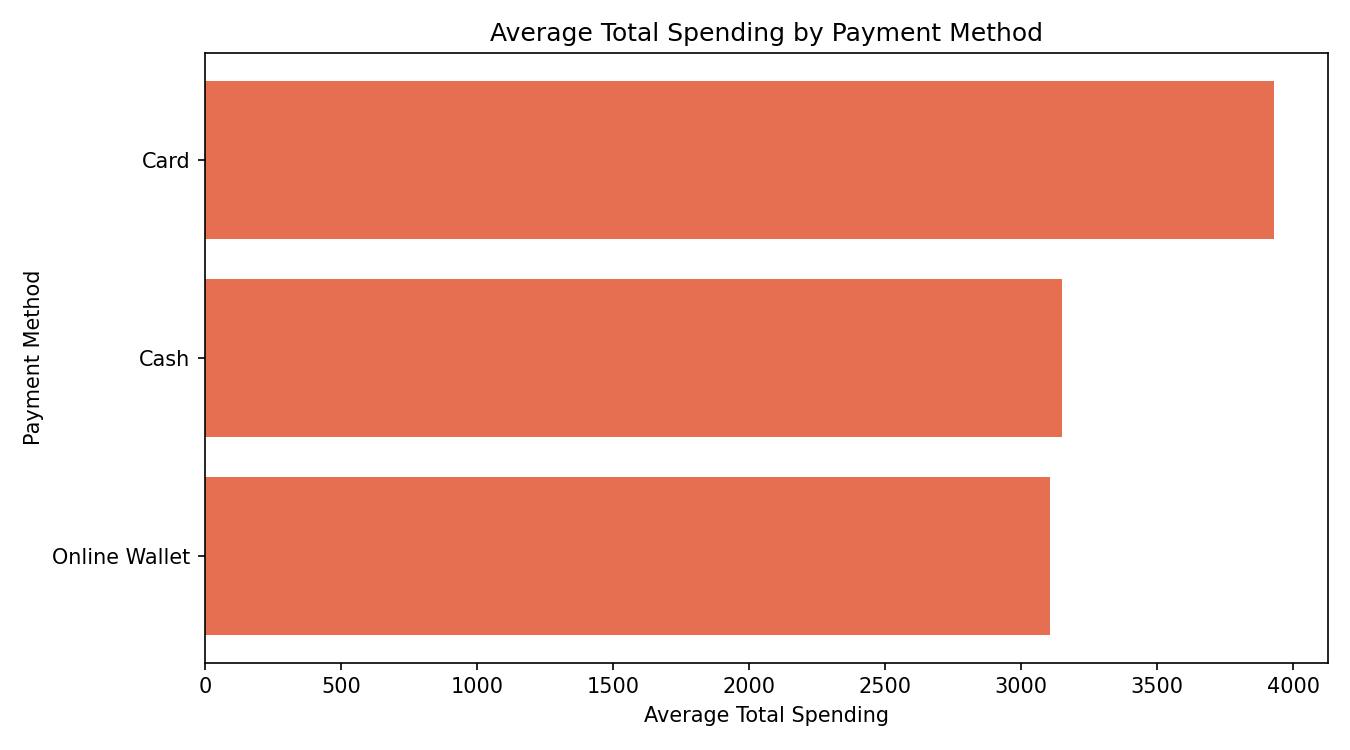 Average Total Spending by Payment Method
Payment Method
Card
Cash
Online Wallet
0 500 1000 1500 2000 2500 3000 3500 4000
Average Total Spending